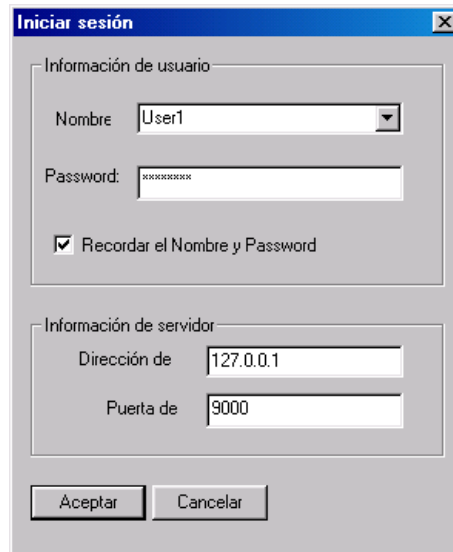 Iniciar sesión
Información de usuario
Nombre User1
Password: ********
Recordar el Nombre y Password
Información de servidor
Dirección de 127.0.0.1
Puerta de 9000
Aceptar Cancelar